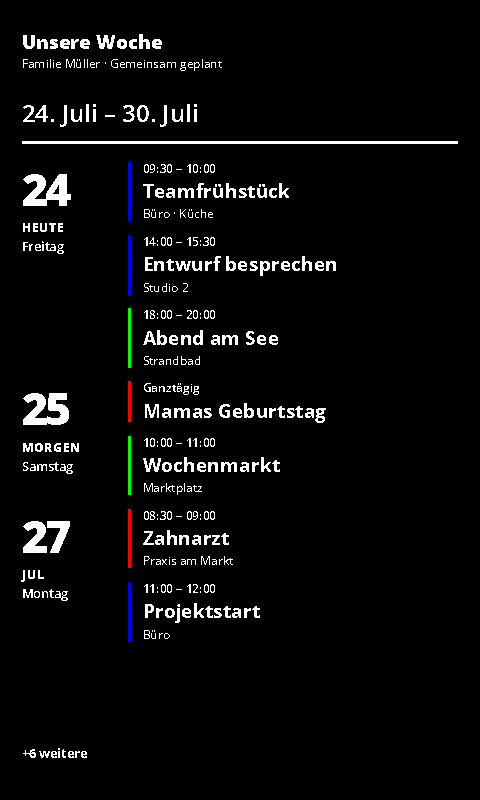 Unsere Woche
Familie Müller · Gemeinsam geplant
24. Juli – 30. Juli
24
HEUTE
Freitag
09:30 – 10:00
Teamfrühstück
Büro · Küche
14:00 – 15:30
Entwurf besprechen
Studio 2
18:00 – 20:00
Abend am See
Strandbad
25
MORGEN
Samstag
Ganztägig
Mamas Geburtstag
10:00 – 11:00
Wochenmarkt
Marktplatz
27
JUL
Montag
08:30 – 09:00
Zahnarzt
Praxis am Markt
11:00 – 12:00
Projektstart
Büro
+6 weitere